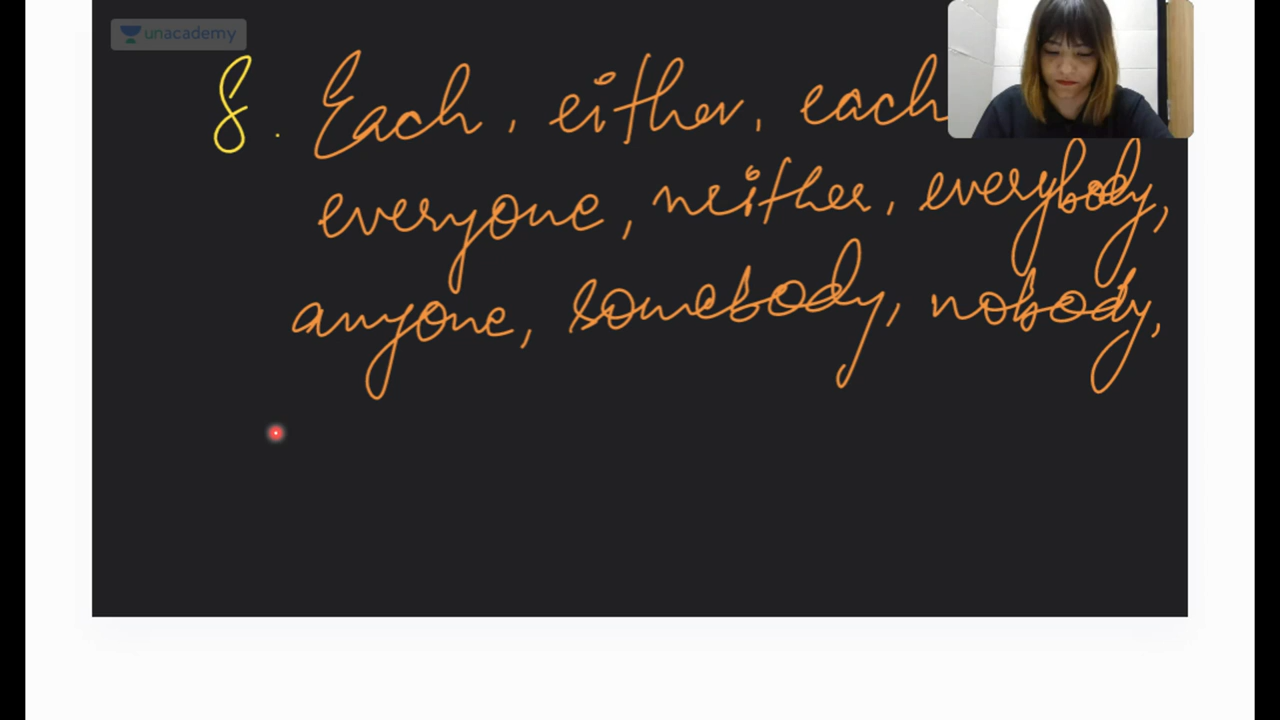 unacademy
8. Each, either, each
everyone, neither, everybody,
anyone, somebody, nobody,